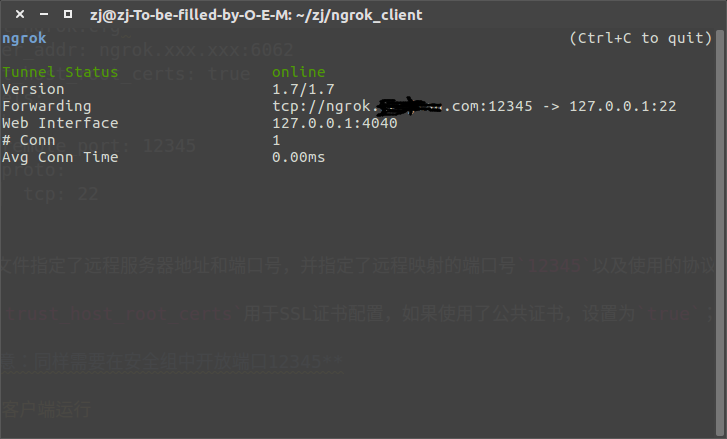 zj@zj-To-be-filled-by-O-E-M: ~/zj/ngrok_client
ngrok (Ctrl+C to quit)
er_addr: ngrok.xxx.xxx:6062
certs: true
Tunnel Status online
Version 1.7/1.7
Forwarding tcp://ngrok. .com:12345 -> 127.0.0.1:22
Web Interface 127.0.0.1:4040
# Conn 1
remote_port: 12345
Avg Conn Time 0.00ms
proto:
tcp: 22
文件指定了远程服务器地址和端口号，并指定了远程映射的端口号 12345 以及使用的协议
trust_host_root_certs 用于SSL证书配置，如果使用了公共证书，设置为 true ；
：同样需要在安全组中开放端口12345**
客户端运行